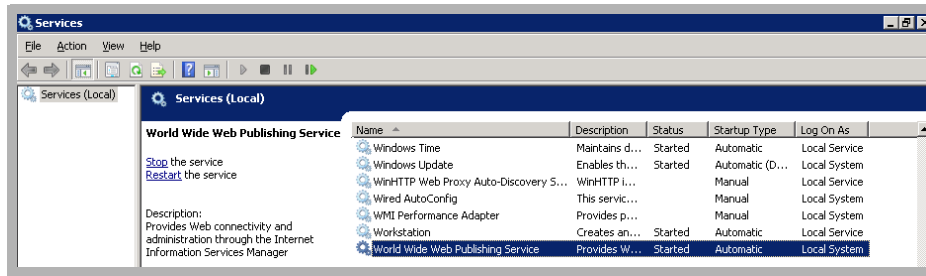 Services
File Action View Help
Services (Local)
Services (Local)
World Wide Web Publishing Service
Stop the service
Restart the service
Description:
Provides Web connectivity and
administration through the Internet
Information Services Manager
Name Description Status Startup Type Log On As
Windows Time Maintains d... Started Automatic Local Service
Windows Update Enables th... Started Automatic (D... Local System
WinHTTP Web Proxy Auto-Discovery S... WinHTTP i... Manual Local Service
Wired AutoConfig This servic... Manual Local System
WMI Performance Adapter Provides p... Manual Local System
Workstation Creates an... Started Automatic Local Service
World Wide Web Publishing Service Provides W... Started Automatic Local System